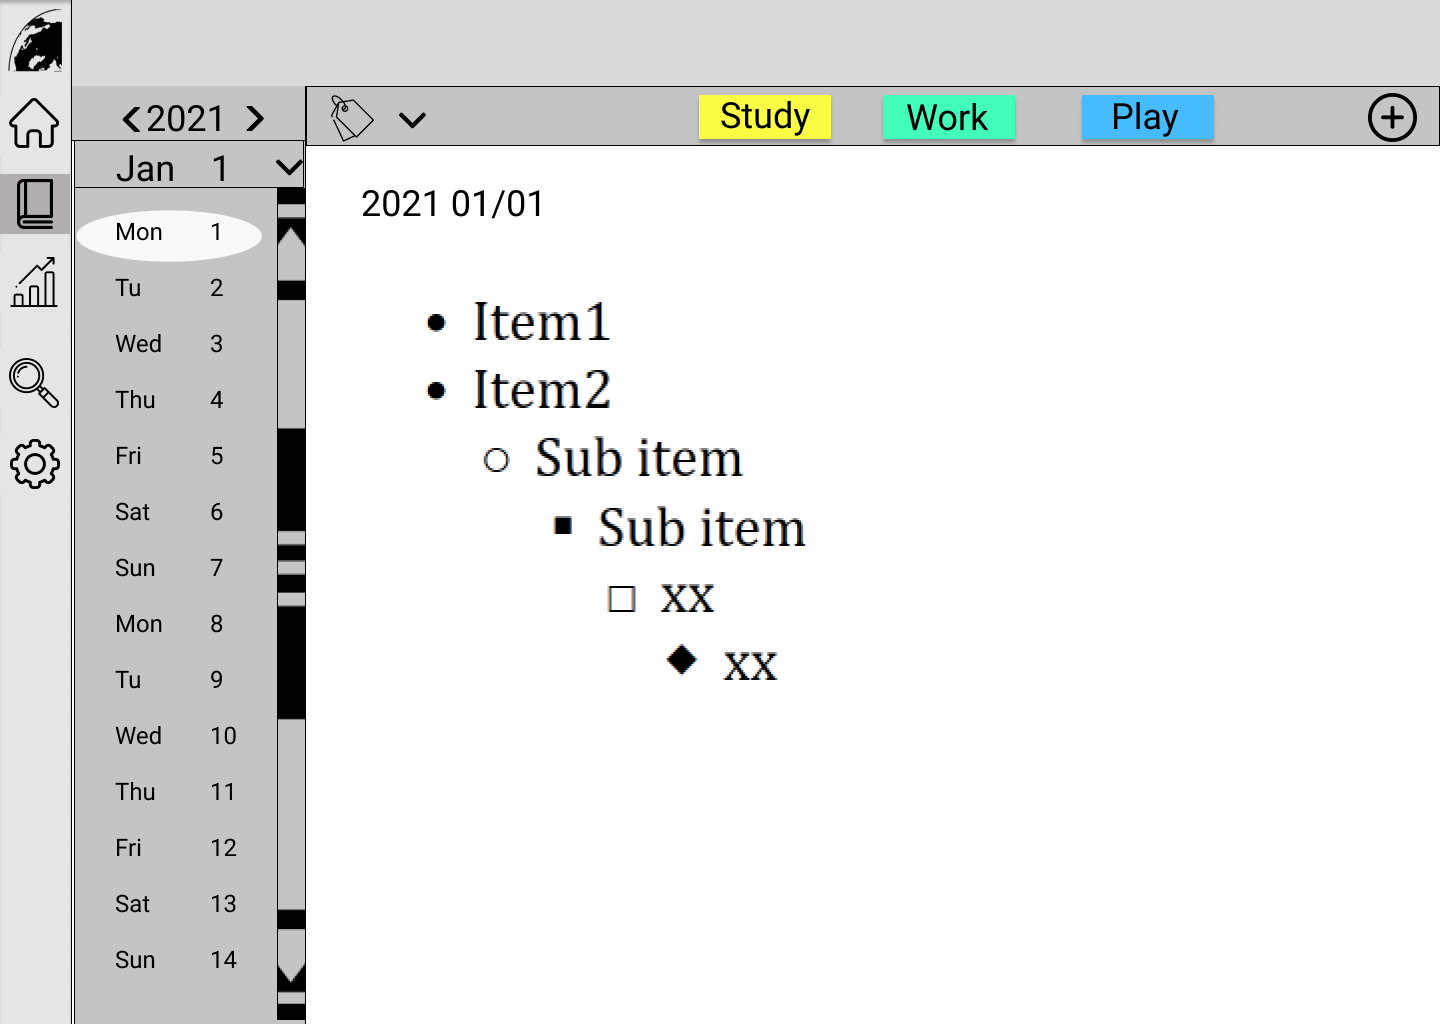 2021
Study
Work
Play
Jan 1
2021 01/01
Mon 1
Tu 2
Wed 3
Thu 4
Fri 5
Sat 6
Sun 7
Mon 8
Tu 9
Wed 10
Thu 11
Fri 12
Sat 13
Sun 14
• Item1
• Item2
○ Sub item
■ Sub item
□ xx
◆ xx